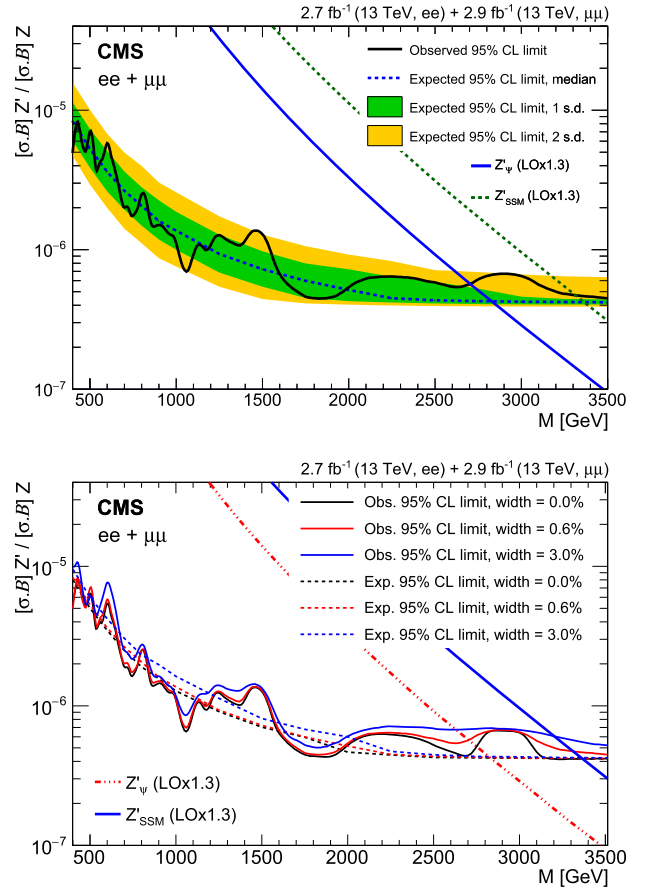 2.7 fb⁻¹ (13 TeV, ee) + 2.9 fb⁻¹ (13 TeV, μμ)
CMS
ee + μμ
Observed 95% CL limit
Expected 95% CL limit, median
Expected 95% CL limit, 1 s.d.
Expected 95% CL limit, 2 s.d.
Z'ψ (LOx1.3)
Z'SSM (LOx1.3)
[σ.B] Z' / [σ.B] Z
10⁻⁵
10⁻⁶
10⁻⁷
500 1000 1500 2000 2500 3000 3500
M [GeV]
2.7 fb⁻¹ (13 TeV, ee) + 2.9 fb⁻¹ (13 TeV, μμ)
CMS
ee + μμ
Obs. 95% CL limit, width = 0.0%
Obs. 95% CL limit, width = 0.6%
Obs. 95% CL limit, width = 3.0%
Exp. 95% CL limit, width = 0.0%
Exp. 95% CL limit, width = 0.6%
Exp. 95% CL limit, width = 3.0%
[σ.B] Z' / [σ.B] Z
10⁻⁵
10⁻⁶
10⁻⁷
Z'ψ (LOx1.3)
Z'SSM (LOx1.3)
500 1000 1500 2000 2500 3000 3500
M [GeV]